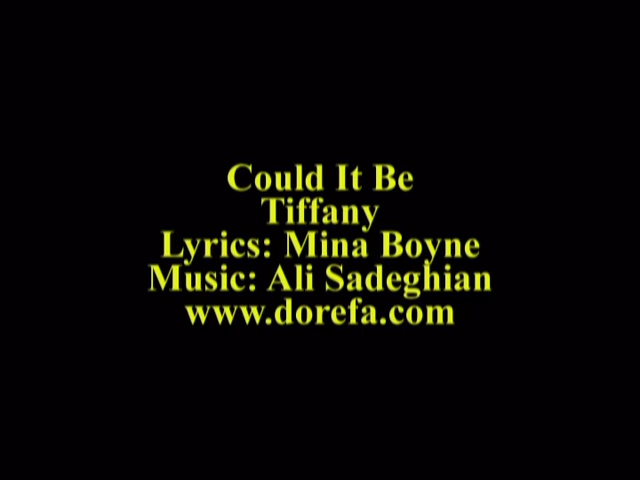 Could It Be
Tiffany
Lyrics: Mina Boyne
Music: Ali Sadeghian
www.dorefa.com